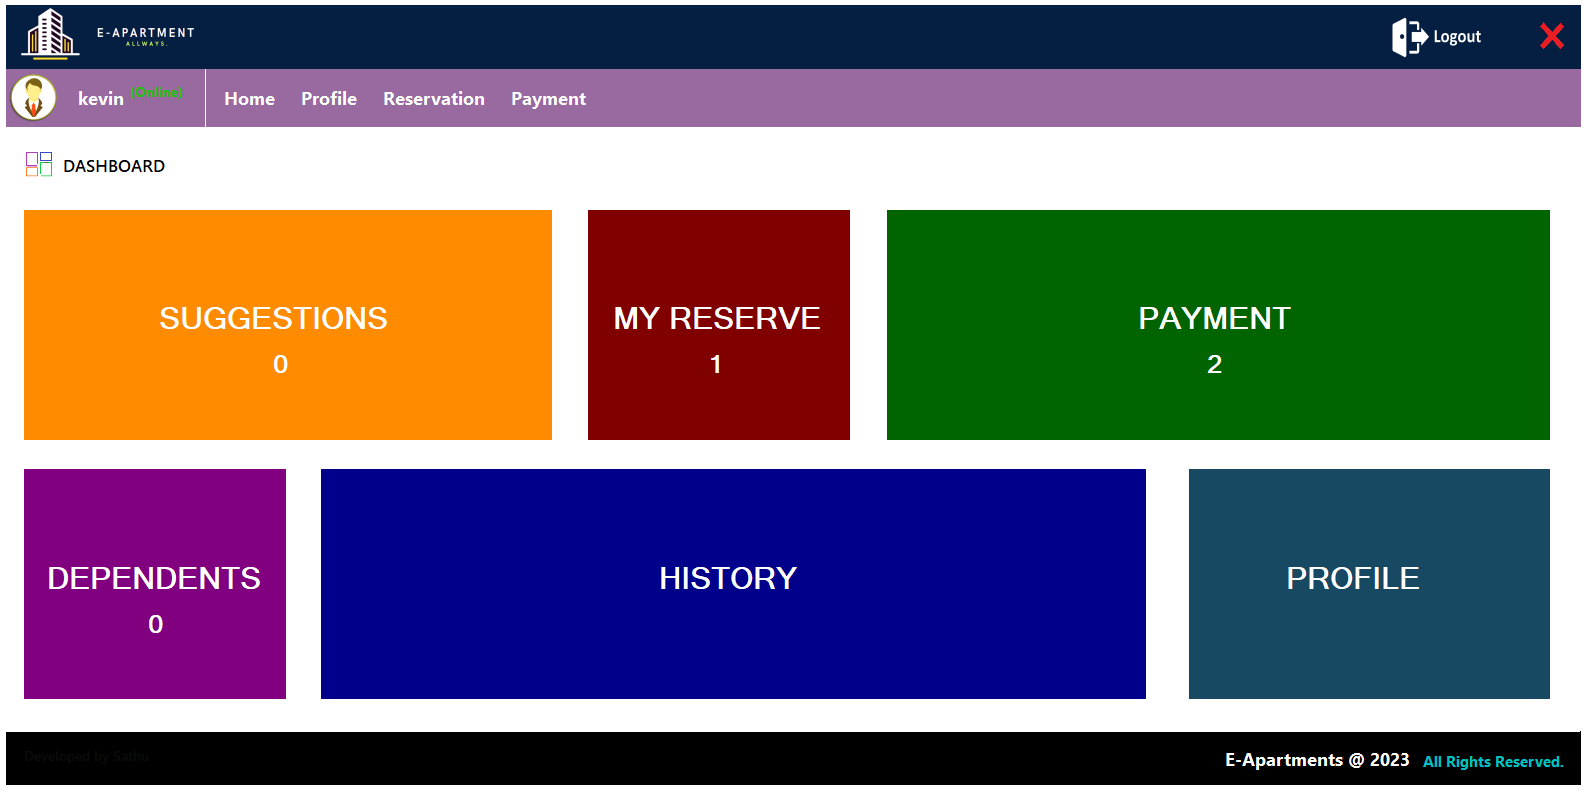 E-APARTMENT
ALLWAYS.
Logout
kevin (Online)
Home Profile Reservation Payment
DASHBOARD
SUGGESTIONS
0
MY RESERVE
1
PAYMENT
2
DEPENDENTS
0
HISTORY
PROFILE
Developed by Sathu
E-Apartments @ 2023 All Rights Reserved.